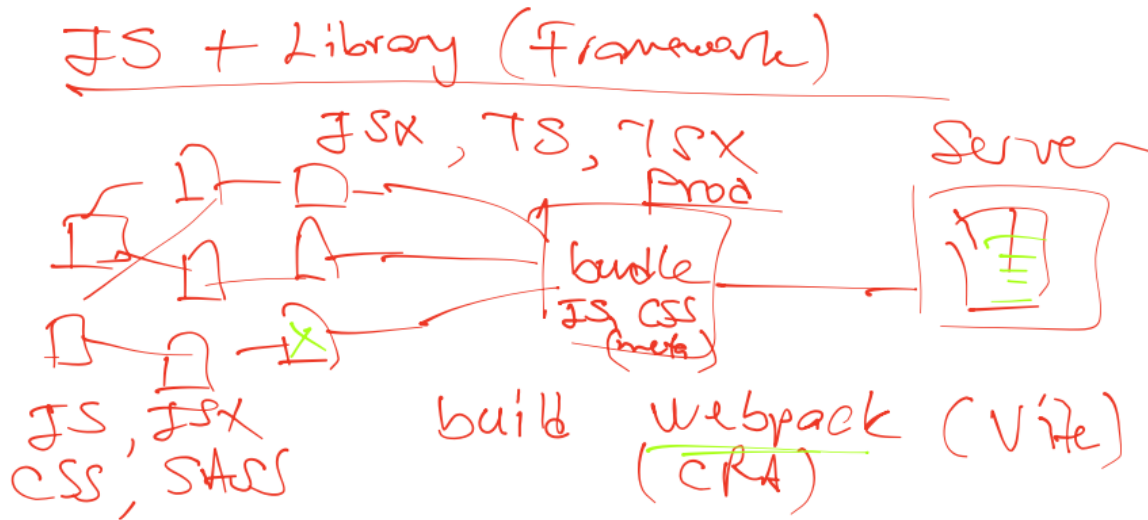 JS + Library (Framework)
JSX, TS, TSX
Server
Prod
bundle
JS, CSS
(meta)
JS, JSX
CSS, SASS
build webpack (Vite)
(CRA)